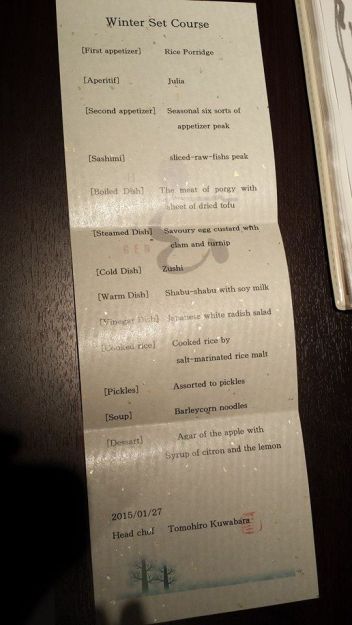 Winter Set Course
[First appetizer] Rice Porridge
[Aperitif] Julia
[Second appetizer] Seasonal six sorts of
appetizer peak
[Sashimi] sliced-raw-fishs peak
[Boiled Dish] The meat of porgy with
sheet of dried tofu
[Steamed Dish] Savoury egg custard with
clam and turnip
[Cold Dish] Zushi
[Warm Dish] Shabu-shabu with soy milk
[Vinegar Dish] Japanese white radish salad
[Cooked rice] Cooked rice by
salt-marinated rice malt
[Pickles] Assorted to pickles
[Soup] Barleycorn noodles
[Dessart] Agar of the apple with
Syrup of citron and the lemon
2015/01/27
Head chef Tomohiro Kuwabara